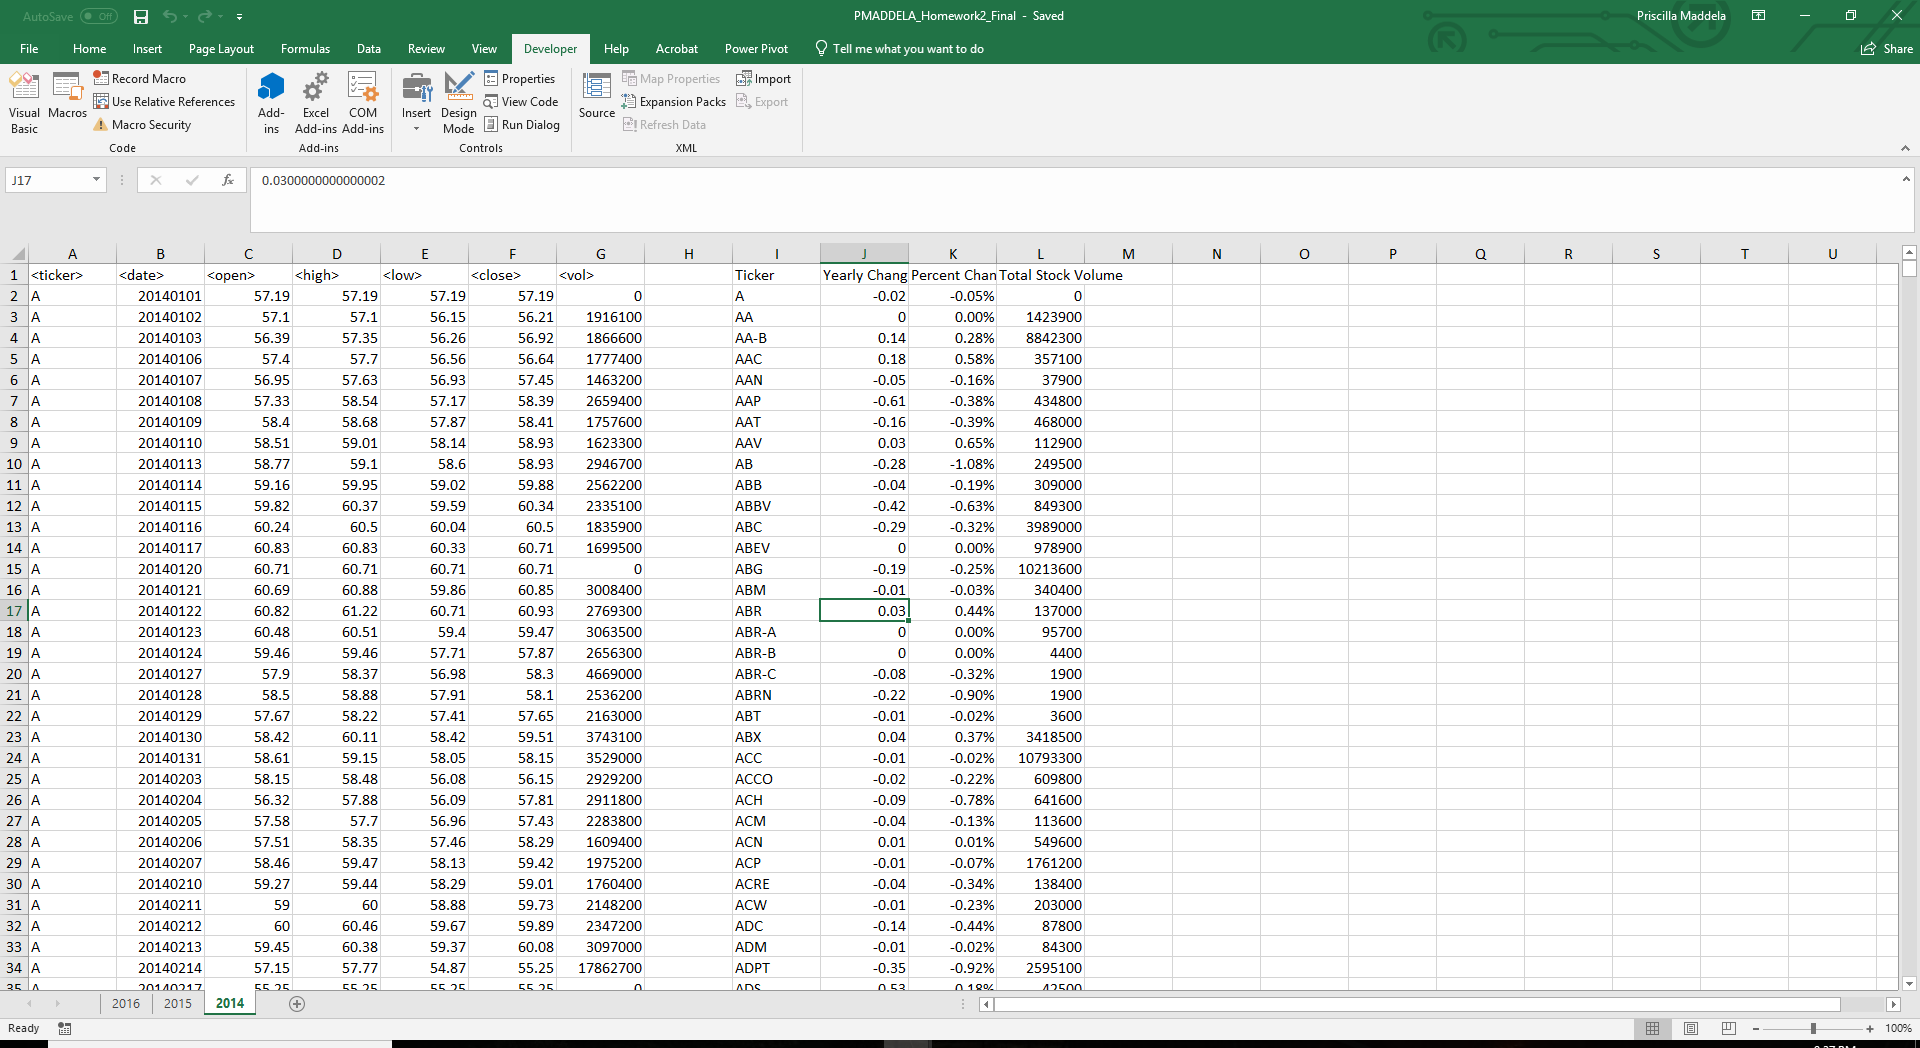 AutoSave Off PMADDELA_Homework2_Final - Saved Priscilla Maddela
File Home Insert Page Layout Formulas Data Review View Developer Help Acrobat Power Pivot Tell me what you want to do Share
Visual Basic Macros Record Macro Use Relative References Macro Security
Code
Add-ins Excel Add-ins COM Add-ins
Add-ins
Insert Design Mode Properties View Code Run Dialog
Controls
Source Map Properties Expansion Packs Refresh Data Import Export
XML
J17 fx 0.0300000000000002
A B C D E F G H I J K L M N O P Q R S T U
1 <ticker> <date> <open> <high> <low> <close> <vol> Ticker Yearly Chang Percent Chan Total Stock Volume
2 A 20140101 57.19 57.19 57.19 57.19 0 A -0.02 -0.05% 0
3 A 20140102 57.1 57.1 56.15 56.21 1916100 AA 0 0.00% 1423900
4 A 20140103 56.39 57.35 56.26 56.92 1866600 AA-B 0.14 0.28% 8842300
5 A 20140106 57.4 57.7 56.56 56.64 1777400 AAC 0.18 0.58% 357100
6 A 20140107 56.95 57.63 56.93 57.45 1463200 AAN -0.05 -0.16% 37900
7 A 20140108 57.33 58.54 57.17 58.39 2659400 AAP -0.61 -0.38% 434800
8 A 20140109 58.4 58.68 57.87 58.41 1757600 AAT -0.16 -0.39% 468000
9 A 20140110 58.51 59.01 58.14 58.93 1623300 AAV 0.03 0.65% 112900
10 A 20140113 58.77 59.1 58.6 58.93 2946700 AB -0.28 -1.08% 249500
11 A 20140114 59.16 59.95 59.02 59.88 2562200 ABB -0.04 -0.19% 309000
12 A 20140115 59.82 60.37 59.59 60.34 2335100 ABBV -0.42 -0.63% 849300
13 A 20140116 60.24 60.5 60.04 60.5 1835900 ABC -0.29 -0.32% 3989000
14 A 20140117 60.83 60.83 60.33 60.71 1699500 ABEV 0 0.00% 978900
15 A 20140120 60.71 60.71 60.71 60.71 0 ABG -0.19 -0.25% 10213600
16 A 20140121 60.69 60.88 59.86 60.85 3008400 ABM -0.01 -0.03% 340400
17 A 20140122 60.82 61.22 60.71 60.93 2769300 ABR 0.03 0.44% 137000
18 A 20140123 60.48 60.51 59.4 59.47 3063500 ABR-A 0 0.00% 95700
19 A 20140124 59.46 59.46 57.71 57.87 2656300 ABR-B 0 0.00% 4400
20 A 20140127 57.9 58.37 56.98 58.3 4669000 ABR-C -0.08 -0.32% 1900
21 A 20140128 58.5 58.88 57.91 58.1 2536200 ABRN -0.22 -0.90% 1900
22 A 20140129 57.67 58.22 57.41 57.65 2163000 ABT -0.01 -0.02% 3600
23 A 20140130 58.42 60.11 58.42 59.51 3743100 ABX 0.04 0.37% 3418500
24 A 20140131 58.61 59.15 58.05 58.15 3529000 ACC -0.01 -0.02% 10793300
25 A 20140203 58.15 58.48 56.08 56.15 2929200 ACCO -0.02 -0.22% 609800
26 A 20140204 56.32 57.88 56.09 57.81 2911800 ACH -0.09 -0.78% 641600
27 A 20140205 57.58 57.7 56.96 57.43 2283800 ACM -0.04 -0.13% 113600
28 A 20140206 57.51 58.35 57.46 58.29 1609400 ACN 0.01 0.01% 549600
29 A 20140207 58.46 59.47 58.13 59.42 1975200 ACP -0.01 -0.07% 1761200
30 A 20140210 59.27 59.44 58.29 59.01 1760400 ACRE -0.04 -0.34% 138400
31 A 20140211 59 60 58.88 59.73 2148200 ACW -0.01 -0.23% 203000
32 A 20140212 60 60.46 59.67 59.89 2347200 ADC -0.14 -0.44% 87800
33 A 20140213 59.45 60.38 59.37 60.08 3097000 ADM -0.01 -0.02% 84300
34 A 20140214 57.15 57.77 54.87 55.25 17862700 ADPT -0.35 -0.92% 2595100
35 A 20140217 55.25 55.25 55.25 55.25 0 ADS
2016 2015 2014
Ready 100%